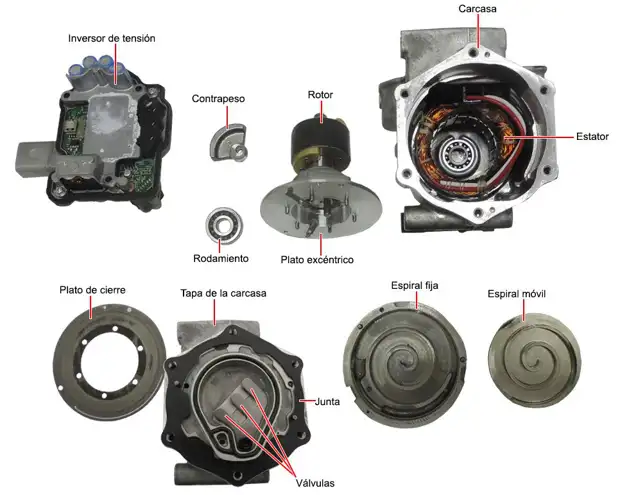 Inversor de tensión
Contrapeso
Rotor
Carcasa
Estator
Rodamiento
Plato excéntrico
Plato de cierre
Tapa de la carcasa
Espiral fija
Espiral móvil
Junta
Válvulas